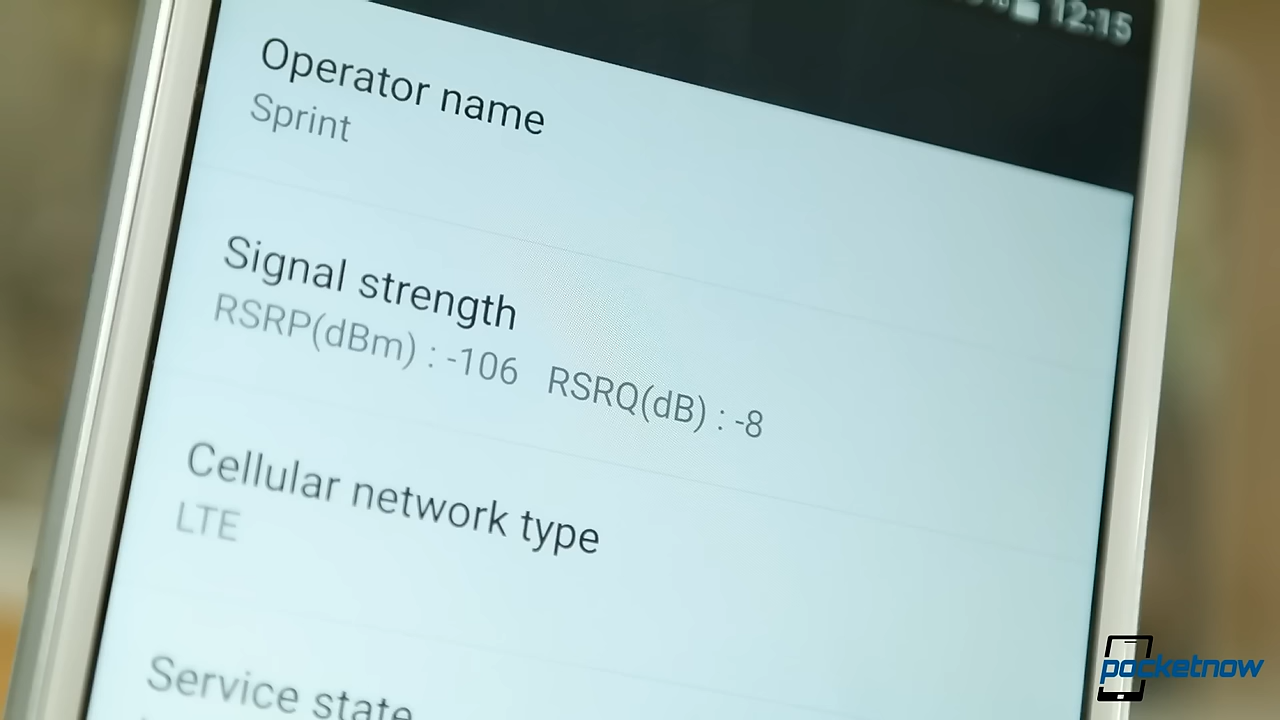 12:15
Operator name
Sprint
Signal strength
RSRP(dBm) : -106 RSRQ(dB) : -8
Cellular network type
LTE
Service state
pocketnow